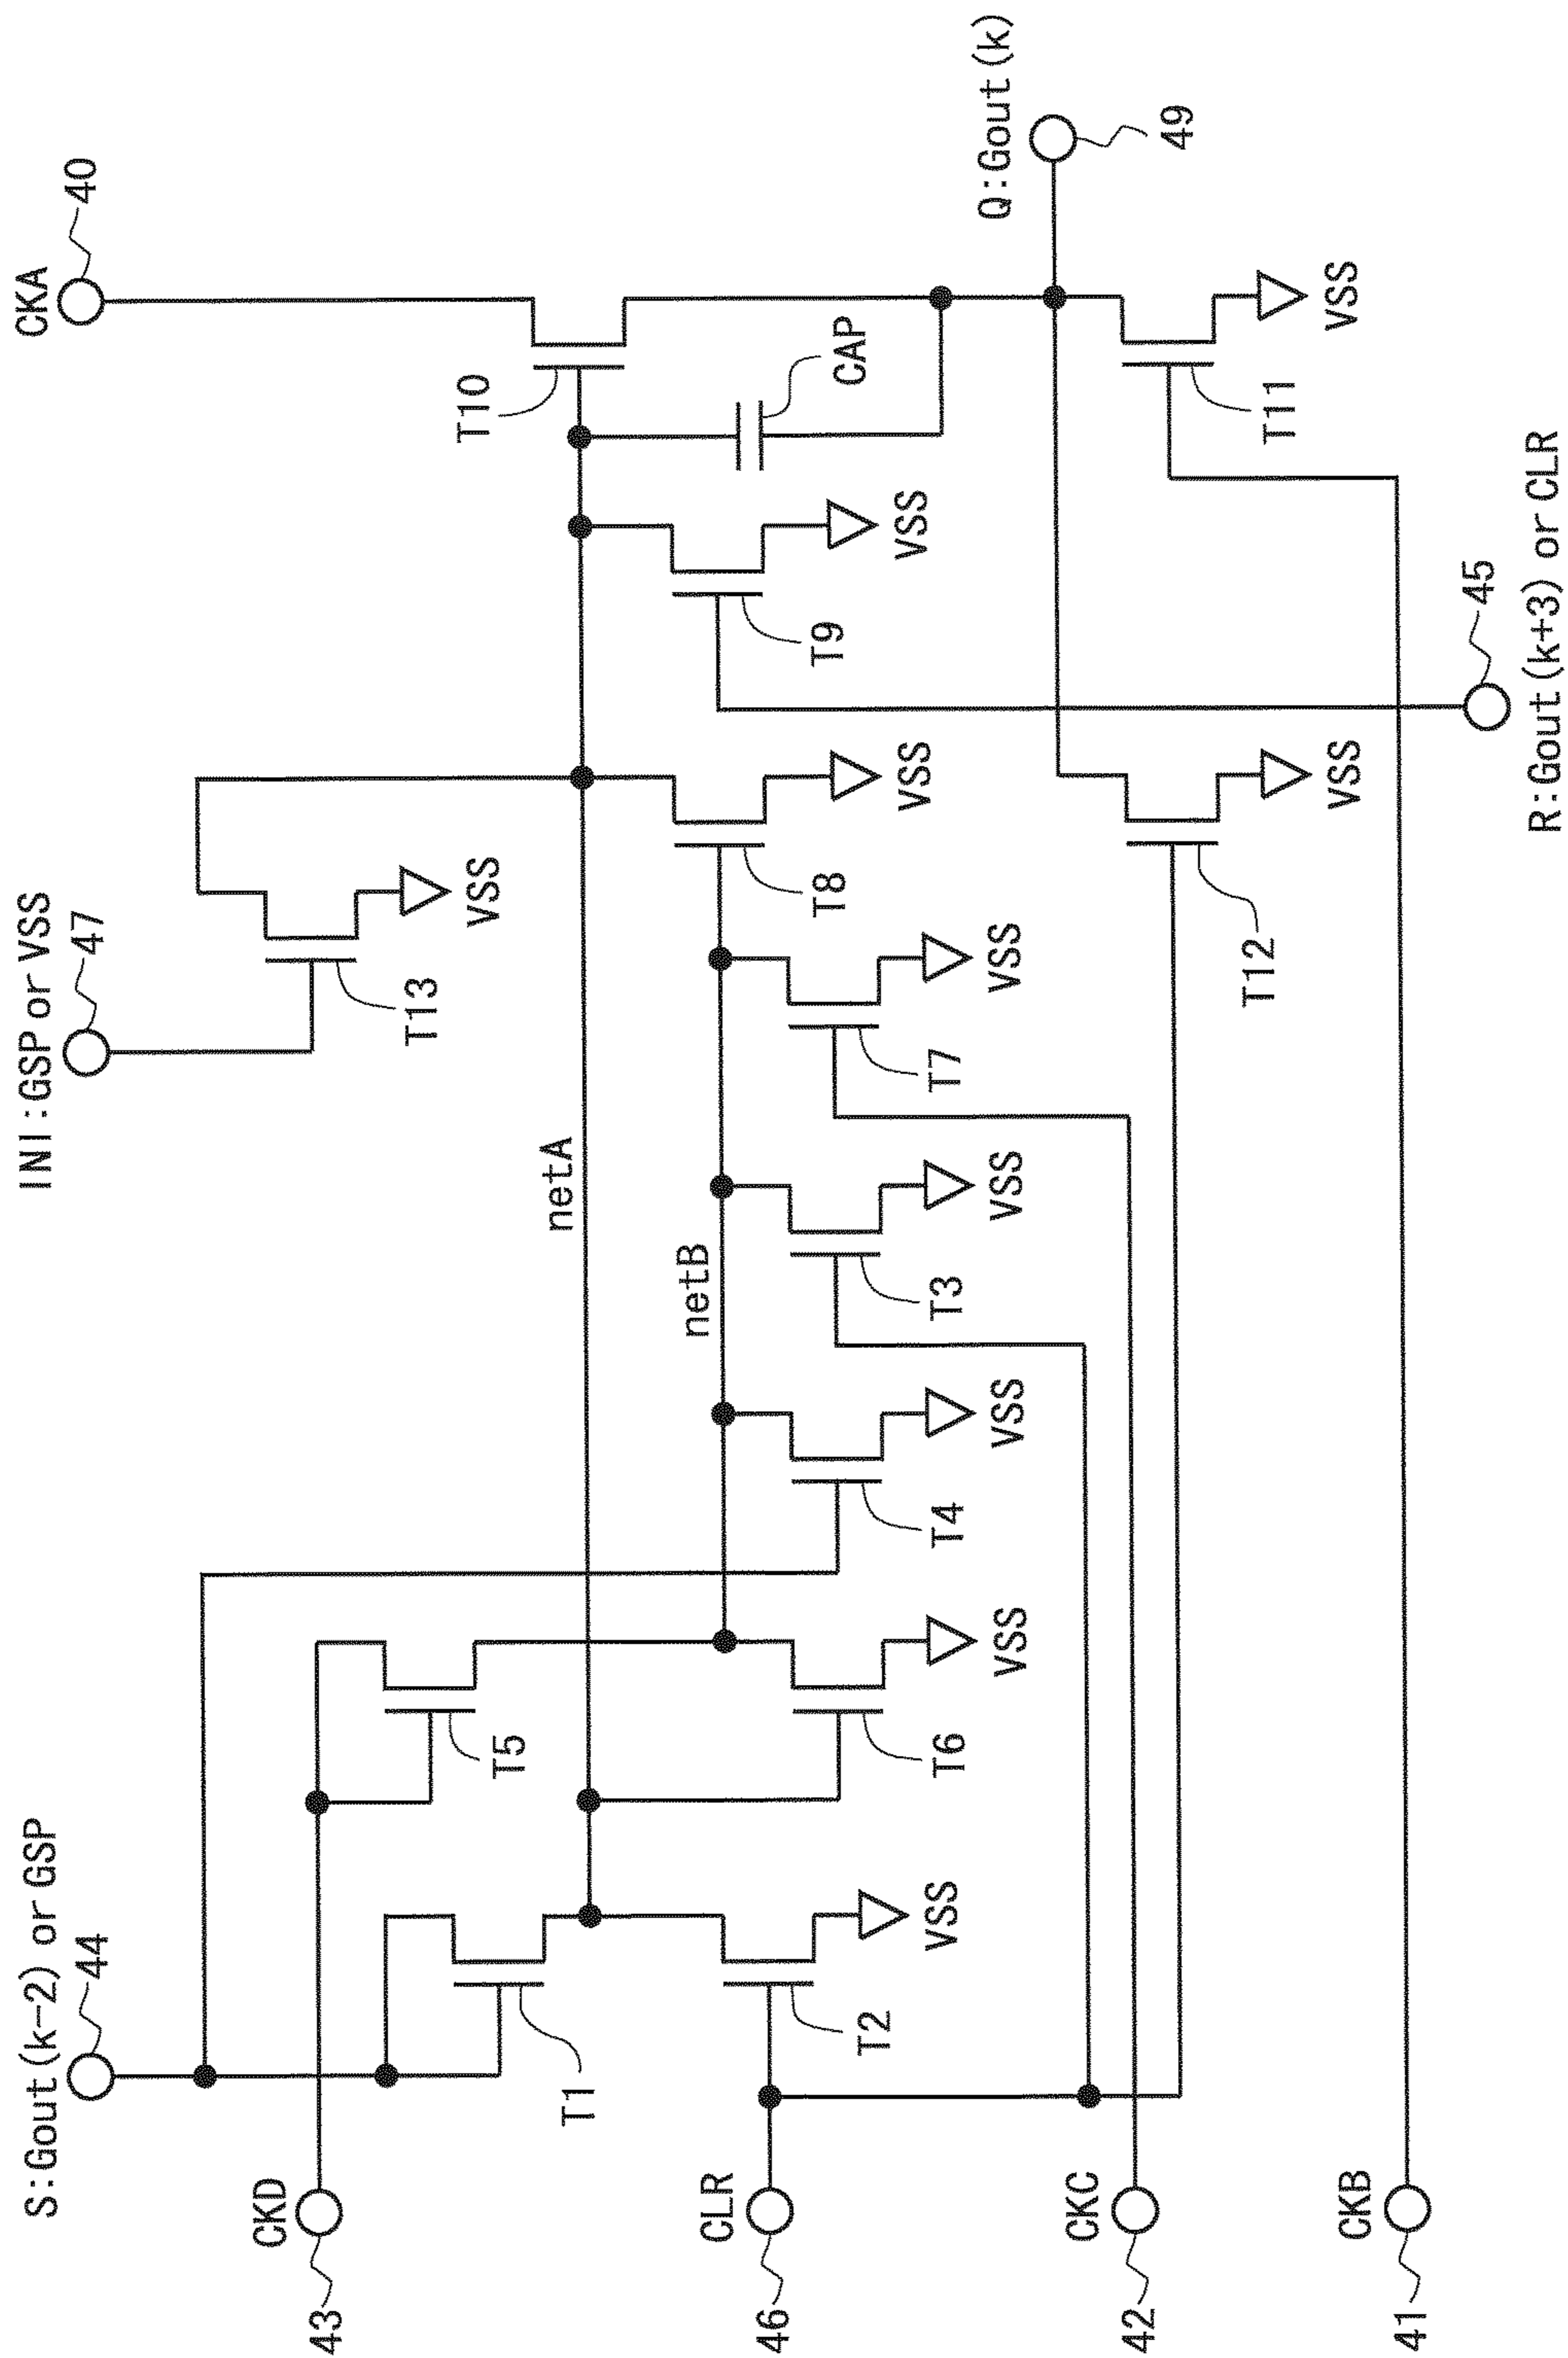 S:Gout(k-2) or GSP
44
INI:GSP or VSS
47
CKA
40
CKD
43
T5
T1
netA
T13
VSS
T10
netB
CAP
CLR
46
T2
VSS
T6
VSS
T4
VSS
T3
VSS
T7
VSS
T8
VSS
T9
VSS
Q:Gout(k)
49
CKC
42
T12
VSS
T11
VSS
CKB
41
45
R:Gout(k+3) or CLR